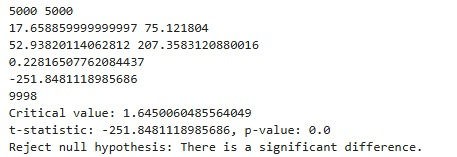 5000 5000
17.658859999999997 75.121804
52.93820114062812 207.3583120880016
0.22816507762084437
-251.8481118985686
9998
Critical value: 1.6450060485564049
t-statistic: -251.8481118985686, p-value: 0.0
Reject null hypothesis: There is a significant difference.